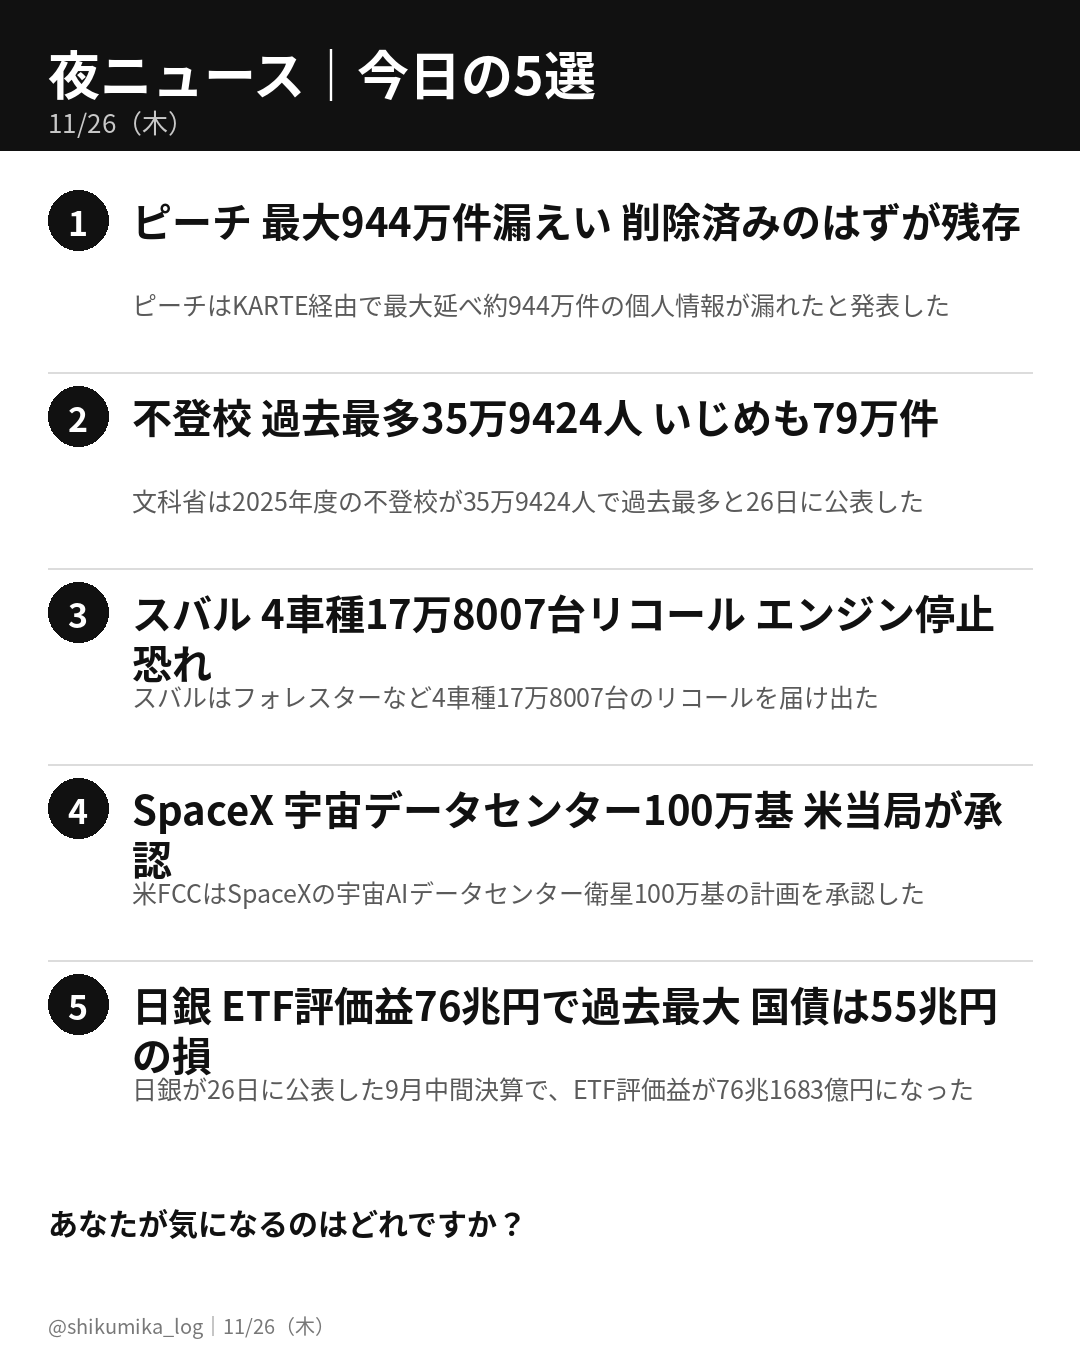 夜ニュース｜今日の5選
11/26（木）
1 ピーチ 最大944万件漏えい 削除済みのはずが残存
ピーチはKARTE経由で最大延べ約944万件の個人情報が漏れたと発表した
2 不登校 過去最多35万9424人 いじめも79万件
文科省は2025年度の不登校が35万9424人で過去最多と26日に公表した
3 スバル 4車種17万8007台リコール エンジン停止
恐れ
スバルはフォレスターなど4車種17万8007台のリコールを届け出た
4 SpaceX 宇宙データセンター100万基 米当局が承
認
米FCCはSpaceXの宇宙AIデータセンター衛星100万基の計画を承認した
5 日銀 ETF評価益76兆円で過去最大 国債は55兆円
の損
日銀が26日に公表した9月中間決算で、ETF評価益が76兆1683億円になった
あなたが気になるのはどれですか？
@shikumika_log｜11/26（木）